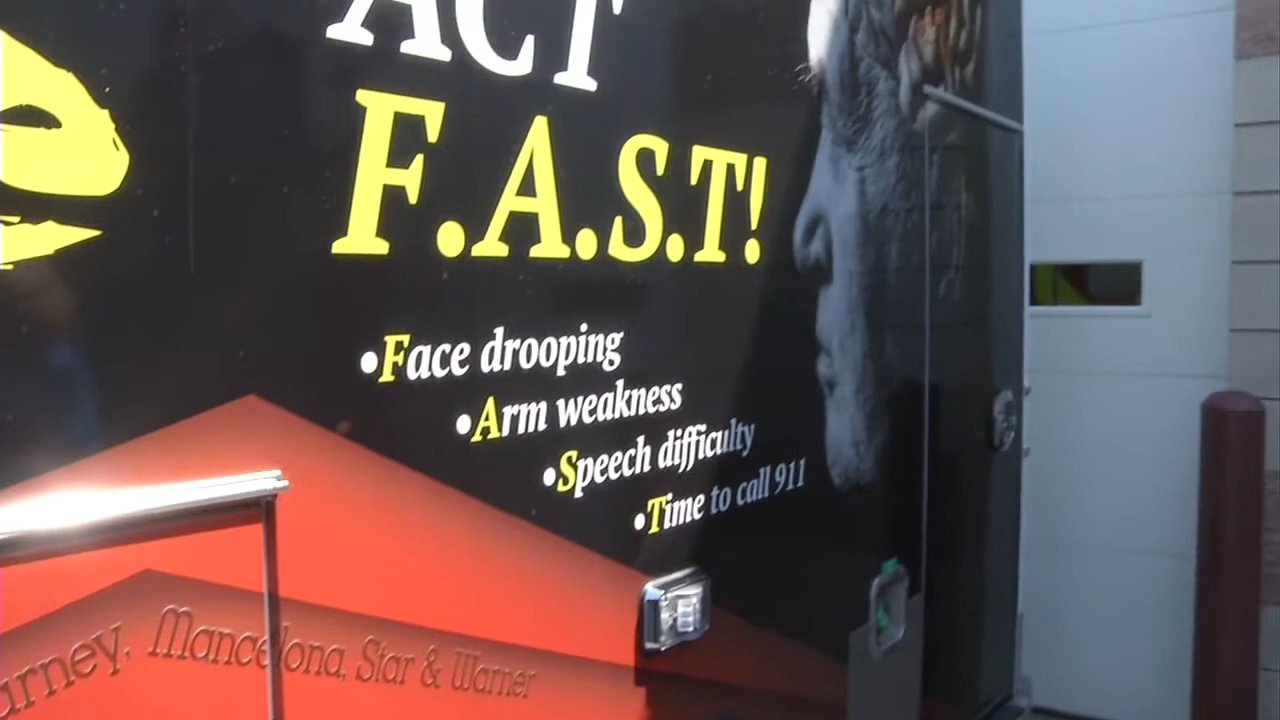 ACT
F.A.S.T!
•Face drooping
•Arm weakness
•Speech difficulty
•Time to call 911
Mancelona, Star & Warner